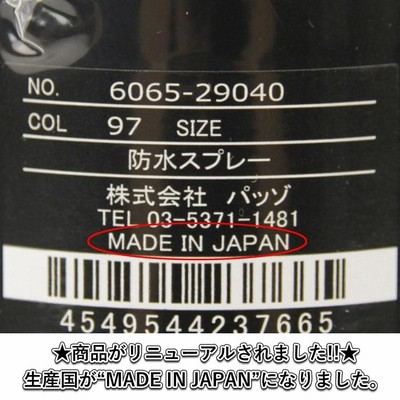 NO. 6065-29040
COL 97 SIZE
防水スプレー
株式会社 パッゾ
TEL 03-5371-1481
MADE IN JAPAN
4549544237665
★商品がリニューアルされました!!★
生産国が“MADE IN JAPAN”になりました。